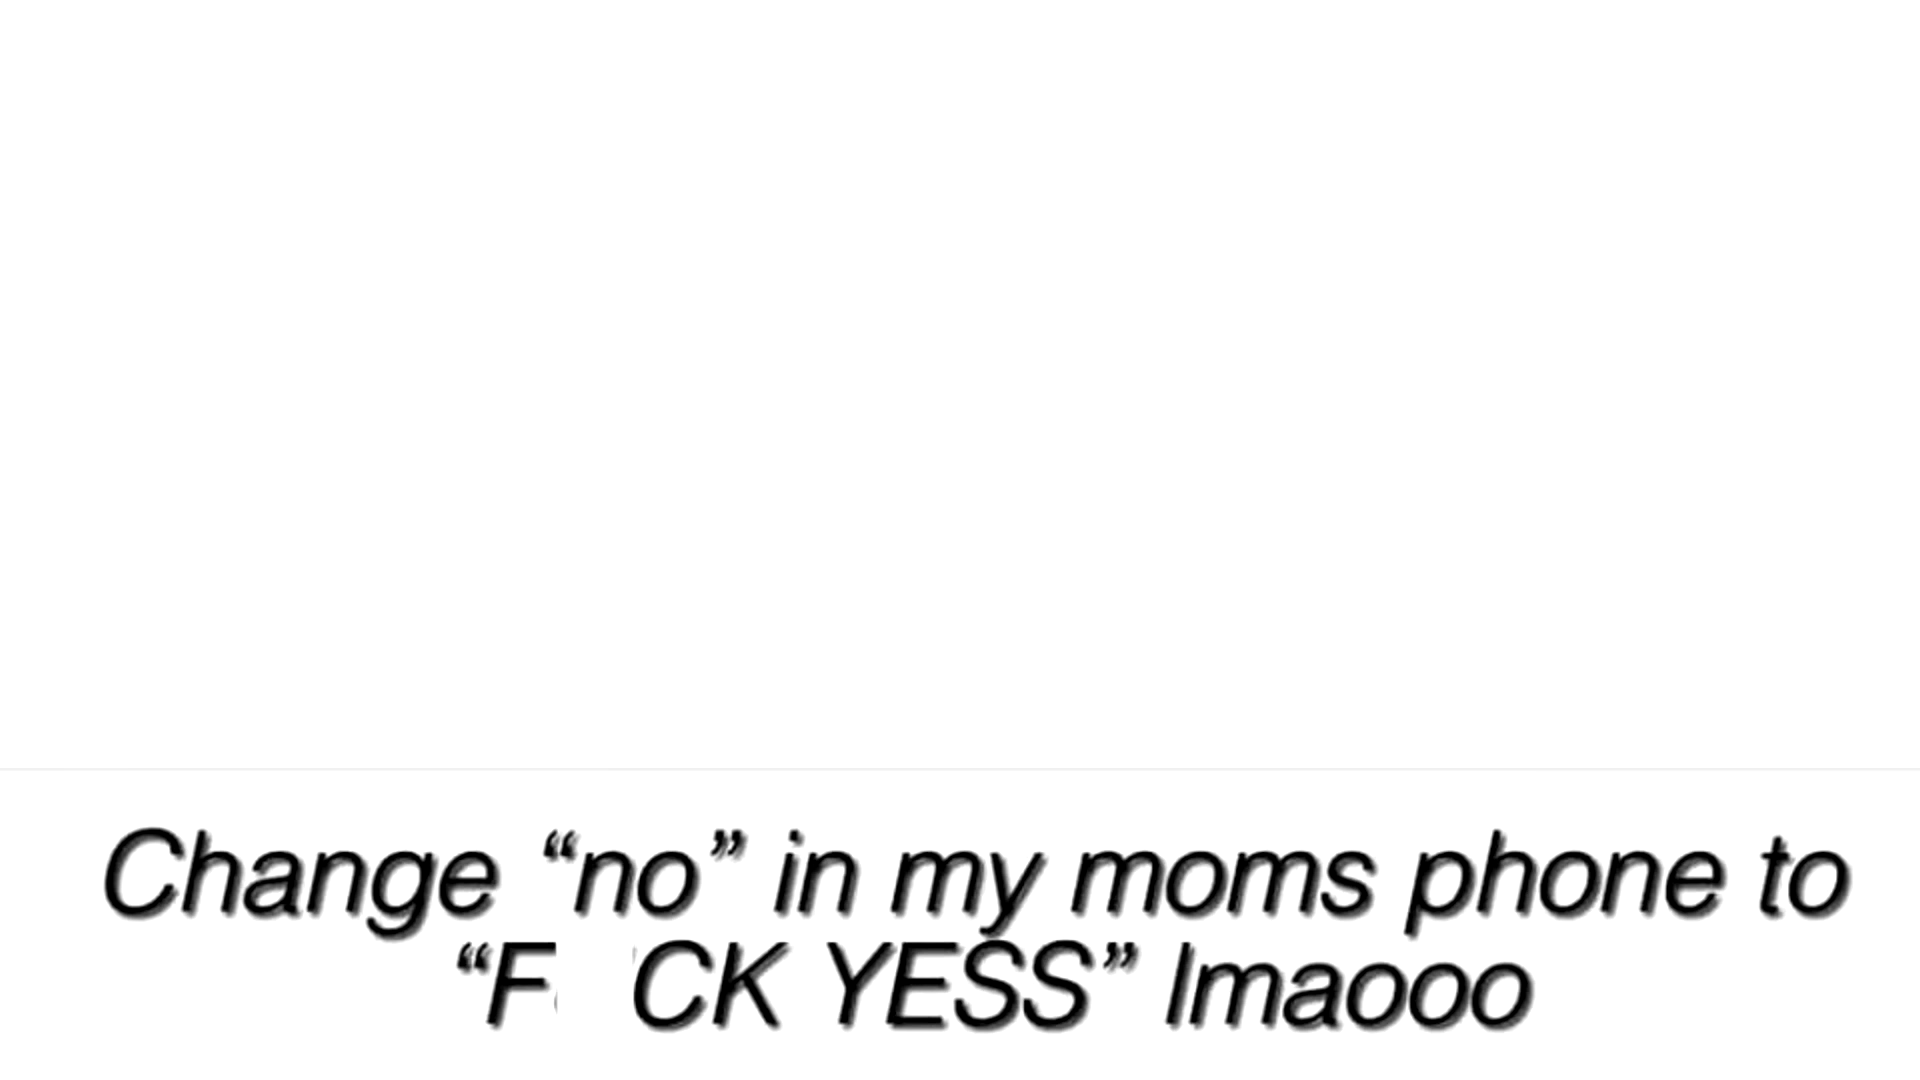 Change “no” in my moms phone to
“F CK YESS” lmaooo